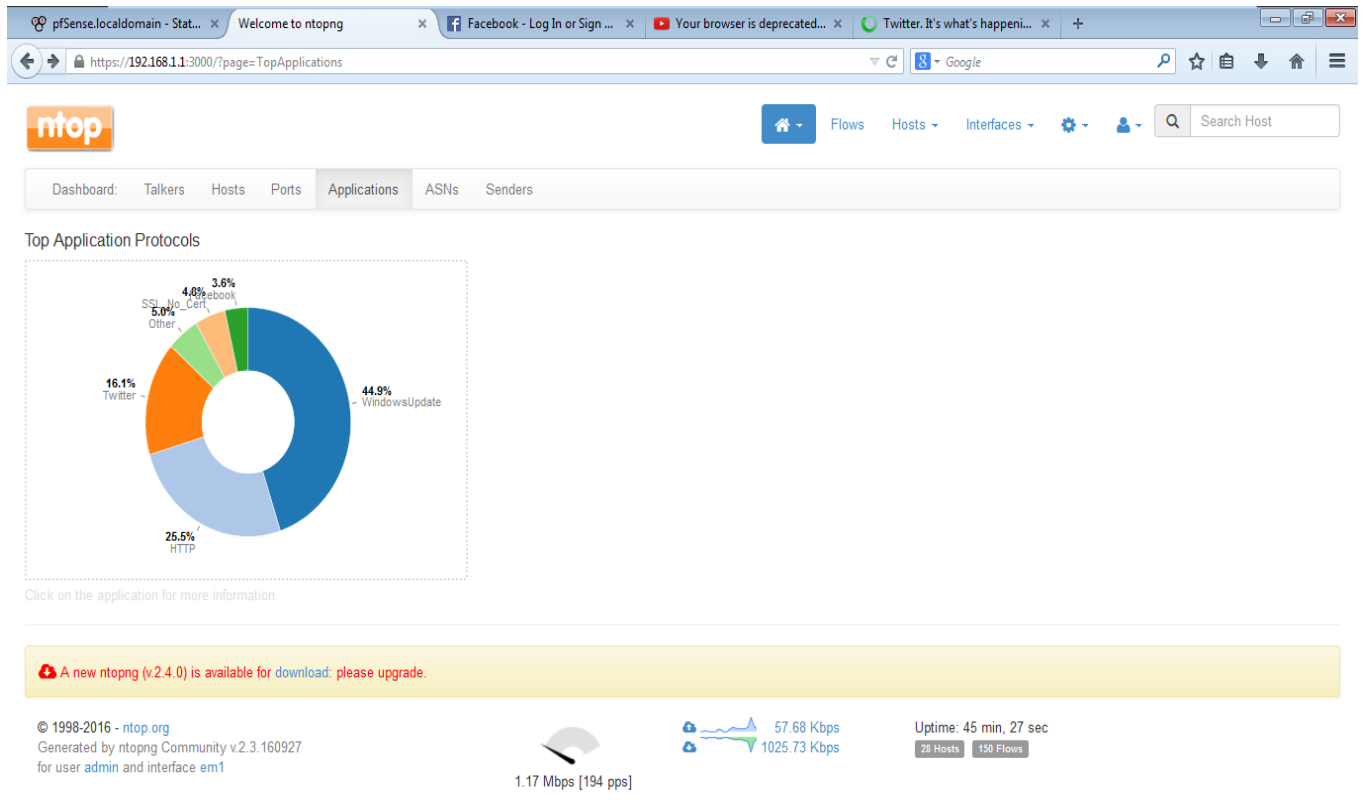 pfSense.localdomain - Stat...
Welcome to ntopng
Facebook - Log In or Sign ...
Your browser is deprecated...
Twitter. It's what's happeni...
https://192.168.1.1:3000/?page=TopApplications
8 Google
ntop
Flows Hosts Interfaces Search Host
Dashboard: Talkers Hosts Ports Applications ASNs Senders
Top Application Protocols
3.6%
Facebook
4.8%
SSL_No_Cert
5.0%
Other
16.1%
Twitter
44.9%
WindowsUpdate
25.5%
HTTP
Click on the application for more information.
A new ntopng (v.2.4.0) is available for download: please upgrade.
© 1998-2016 - ntop.org
Generated by ntopng Community v.2.3.160927
for user admin and interface em1
1.17 Mbps [194 pps]
57.68 Kbps
1025.73 Kbps
Uptime: 45 min, 27 sec
28 Hosts 150 Flows